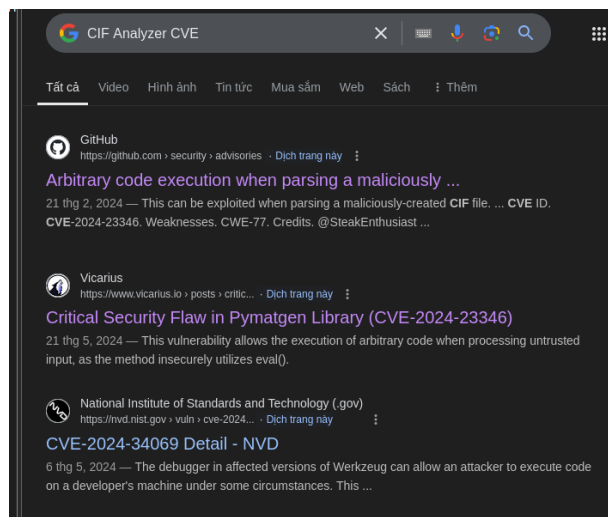 CIF Analyzer CVE
Tất cả Video Hình ảnh Tin tức Mua sắm Web Sách Thêm
GitHub
https://github.com › security › advisories · Dịch trang này
Arbitrary code execution when parsing a maliciously ...
21 thg 2, 2024 — This can be exploited when parsing a maliciously-created CIF file. ... CVE ID.
CVE-2024-23346. Weaknesses. CWE-77. Credits. @SteakEnthusiast ...
Vicarius
https://www.vicarius.io › posts › critic... · Dịch trang này
Critical Security Flaw in Pymatgen Library (CVE-2024-23346)
21 thg 5, 2024 — This vulnerability allows the execution of arbitrary code when processing untrusted
input, as the method insecurely utilizes eval().
National Institute of Standards and Technology (.gov)
https://nvd.nist.gov › vuln › cve-2024... · Dịch trang này
CVE-2024-34069 Detail - NVD
6 thg 5, 2024 — The debugger in affected versions of Werkzeug can allow an attacker to execute code
on a developer's machine under some circumstances. This ...